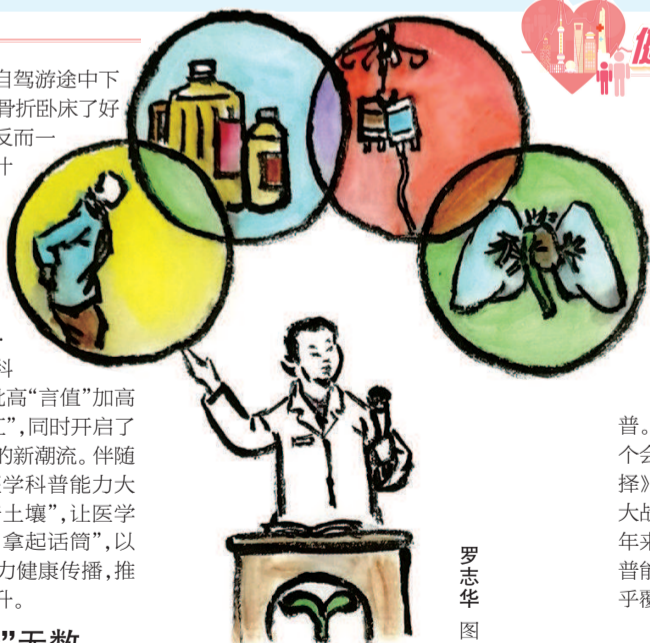 自驾游途中下
骨折卧床了好
反而一
科
高“言值”加高
”,同时开启了
的新潮流。伴随
学科普能力大
土壤”,让医学
拿起话筒”,以
力健康传播,推
升。
”无数
罗志华 图
普。
个会
择》
大战
年来
普能
乎覆